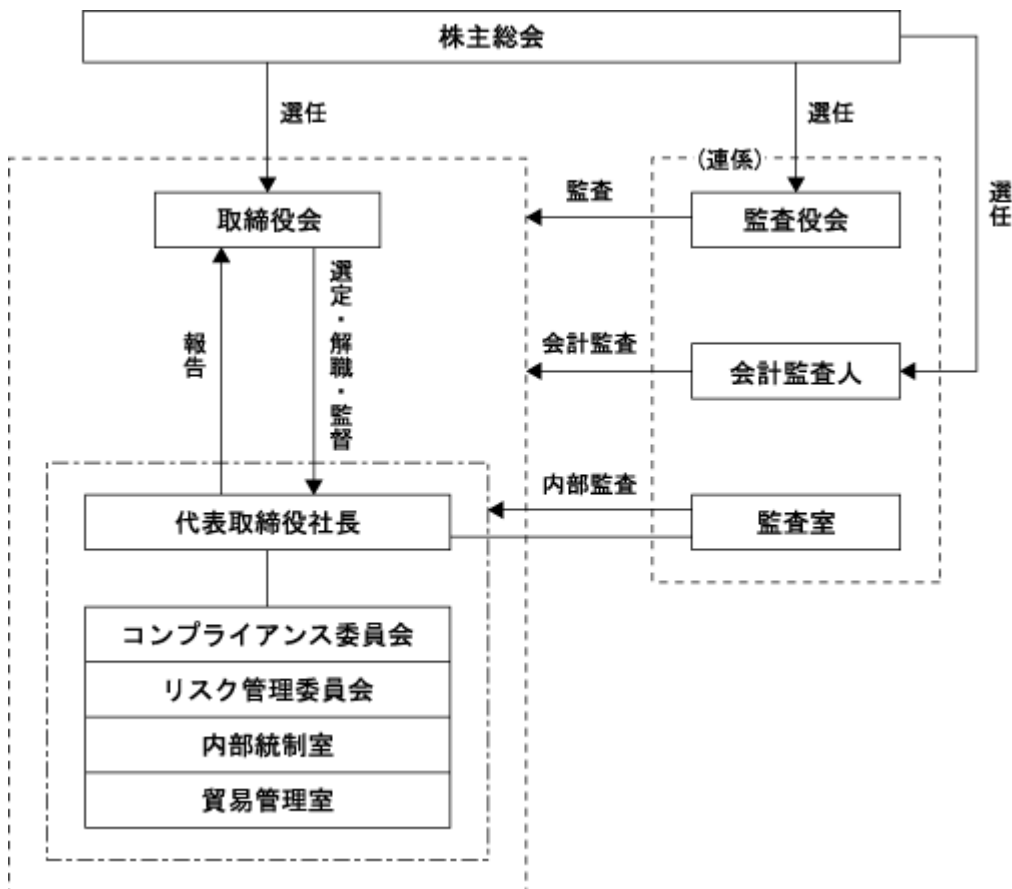 株主総会
選任
選任
選任
(連係)
取締役会
監査
監査役会
選定・解職・監督
報告
会計監査
会計監査人
内部監査
代表取締役社長
監査室
コンプライアンス委員会
リスク管理委員会
内部統制室
貿易管理室